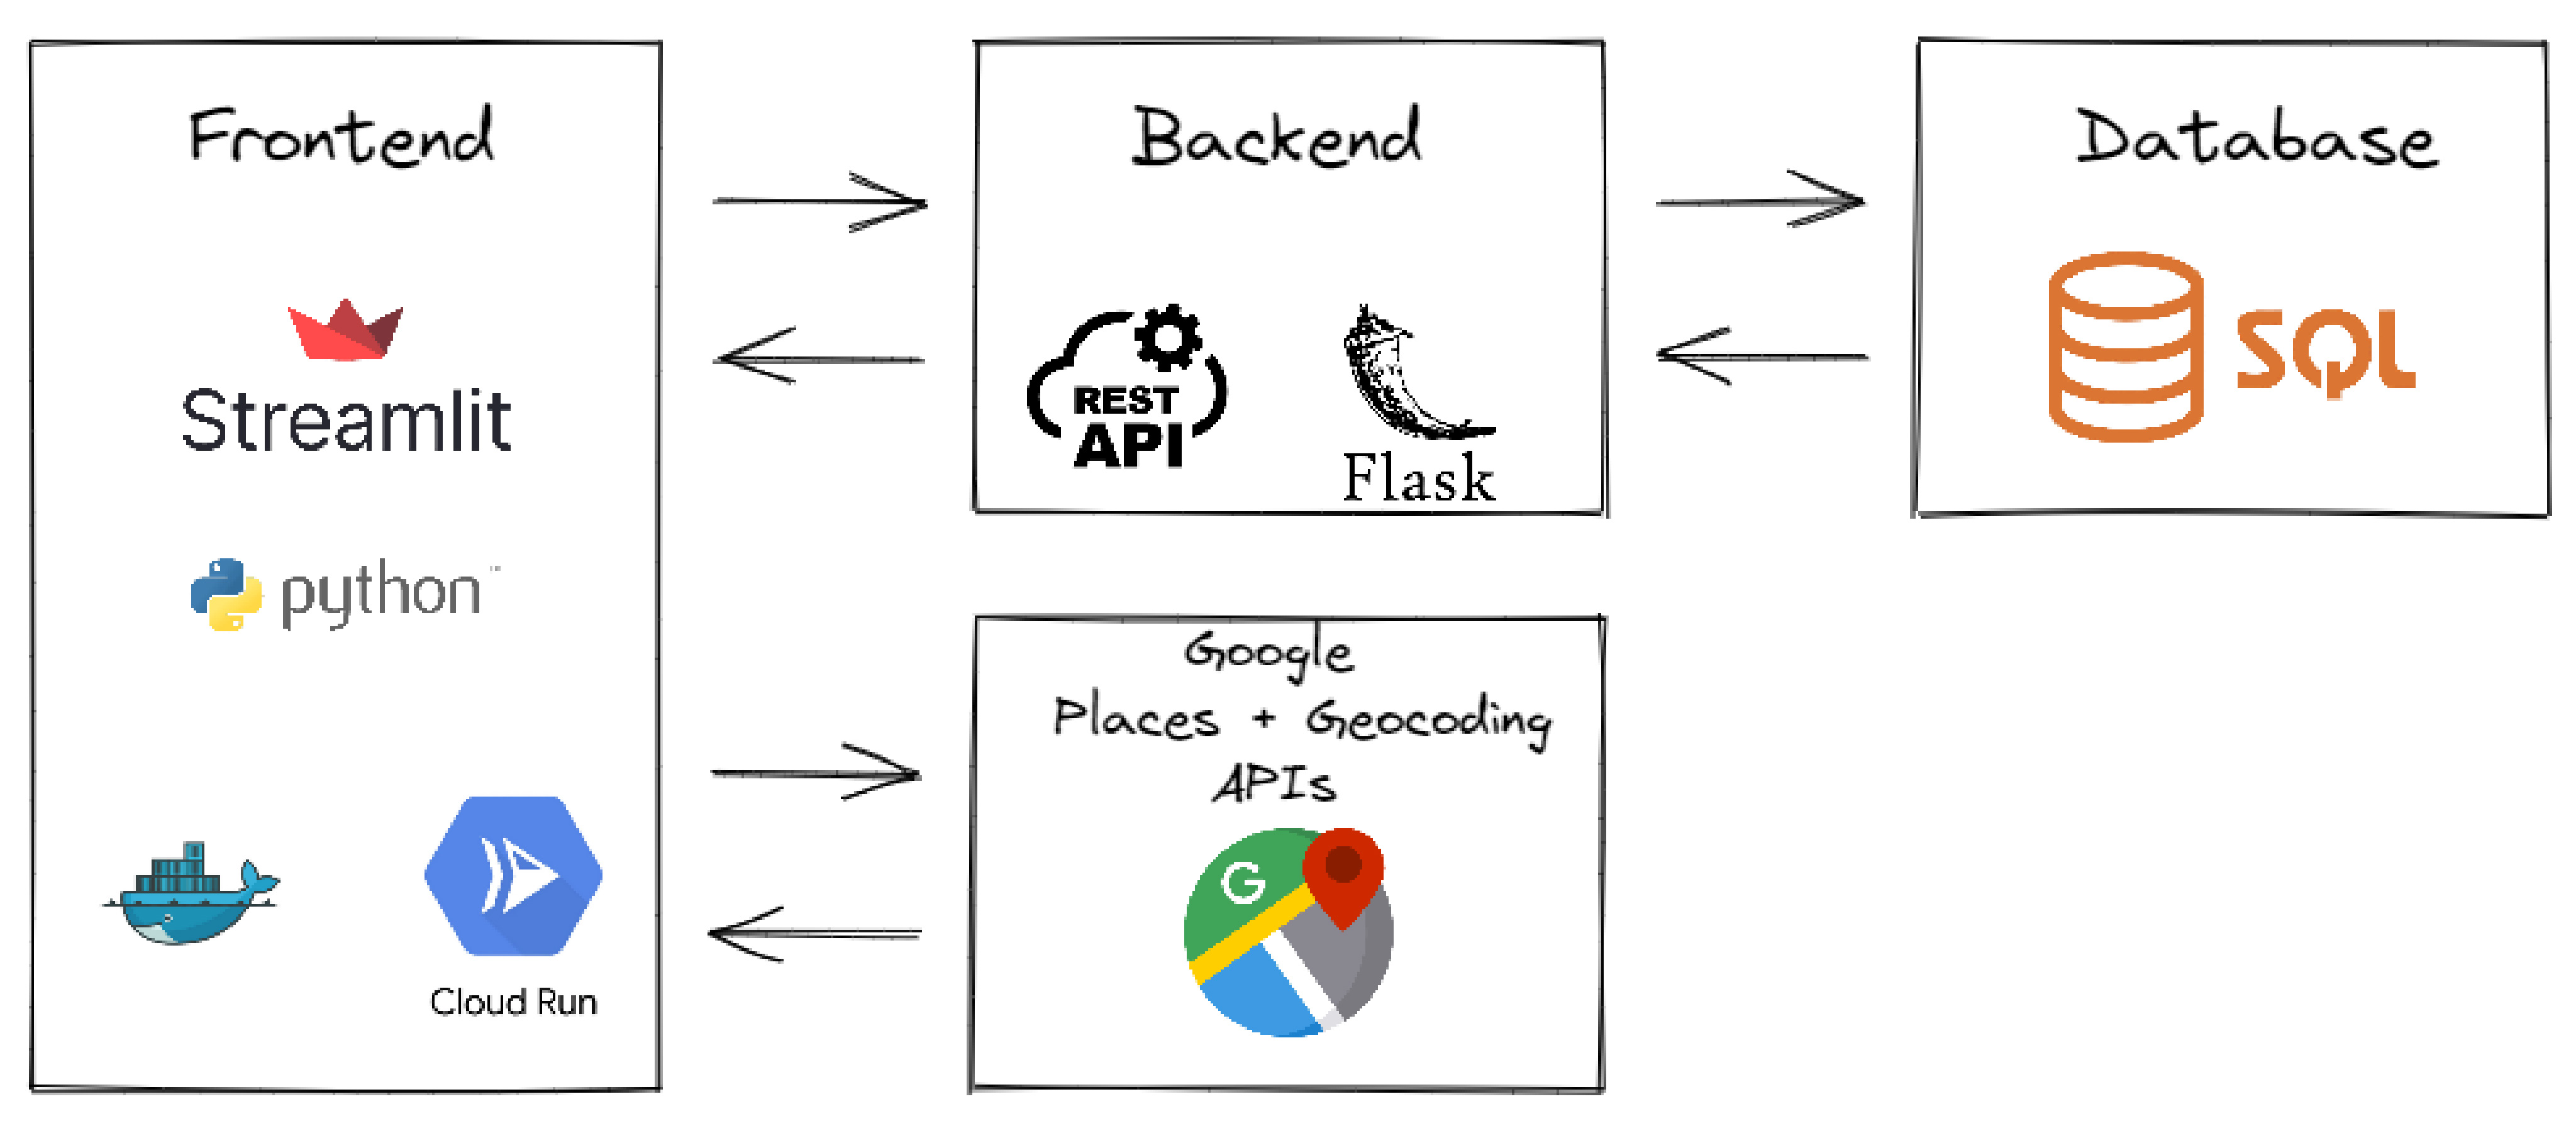 Frontend
Streamlit
python™
Cloud Run
Backend
REST
API
Flask
Database
SQL
Google
Places + Geocoding
APIs
G